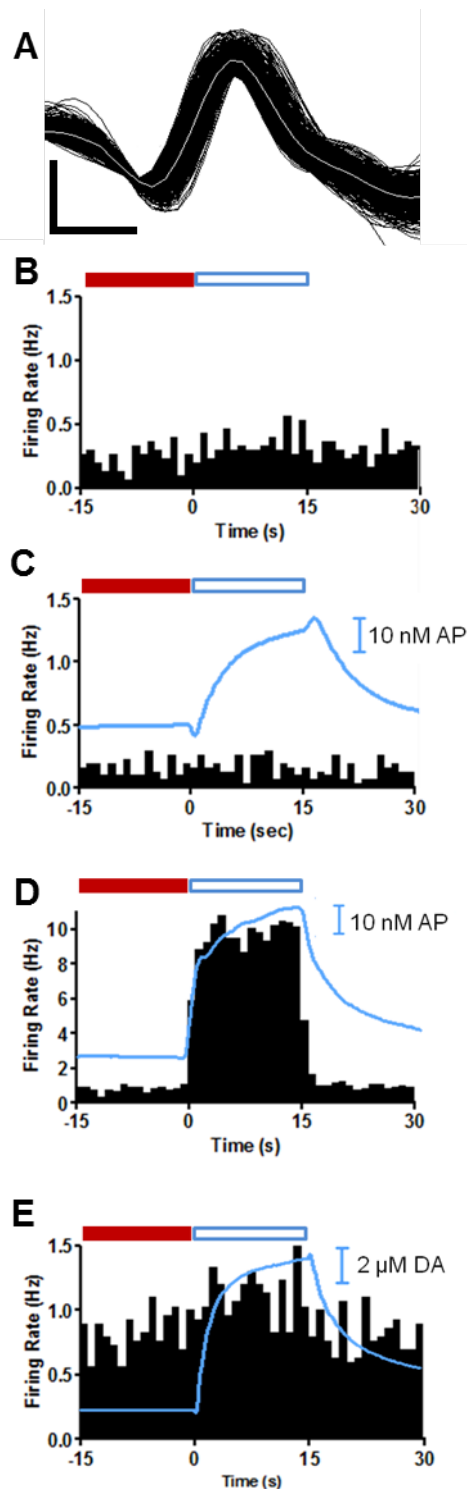 A
B
1.5
1.0
0.5
0.0
Firing Rate (Hz)
-15 0 15 30
Time (s)
C
1.5
1.0
0.5
0.0
Firing Rate (Hz)
10 nM AP
-15 0 15 30
Time (sec)
D
10
8
6
4
2
0
Firing Rate (Hz)
10 nM AP
-15 0 15 30
Time (s)
E
1.5
1.0
0.5
0.0
Firing Rate (Hz)
2 µM DA
-15 0 15 30
Time (s)